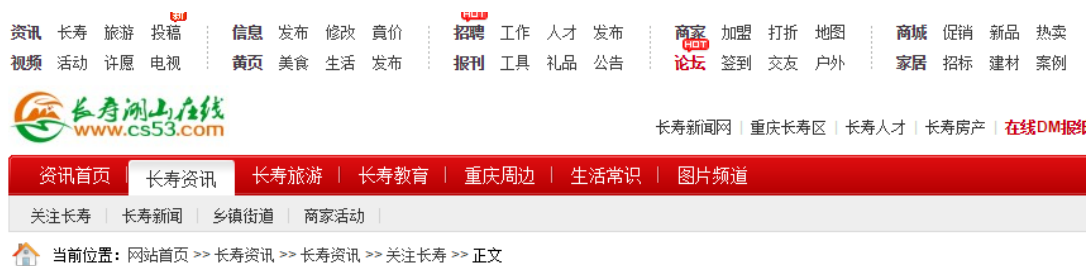 新 HOT
资讯 长寿 旅游 投稿 信息 发布 修改 竞价 招聘 工作 人才 发布 商家 加盟 打折 地图 商城 促销 新品 热卖
HOT
视频 活动 许愿 电视 黄页 美食 生活 发布 报刊 工具 礼品 公告 论坛 签到 交友 户外 家居 招标 建材 案例
长寿湖山在线
www.cs53.com
长寿新闻网 | 重庆长寿区 | 长寿人才 | 长寿房产 | 在线DM报纸
资讯首页 | 长寿资讯 长寿旅游 | 长寿教育 | 重庆周边 | 生活常识 | 图片频道
关注长寿 | 长寿新闻 | 乡镇街道 | 商家活动 |
当前位置：网站首页 >> 长寿资讯 >> 长寿资讯 >> 关注长寿 >> 正文